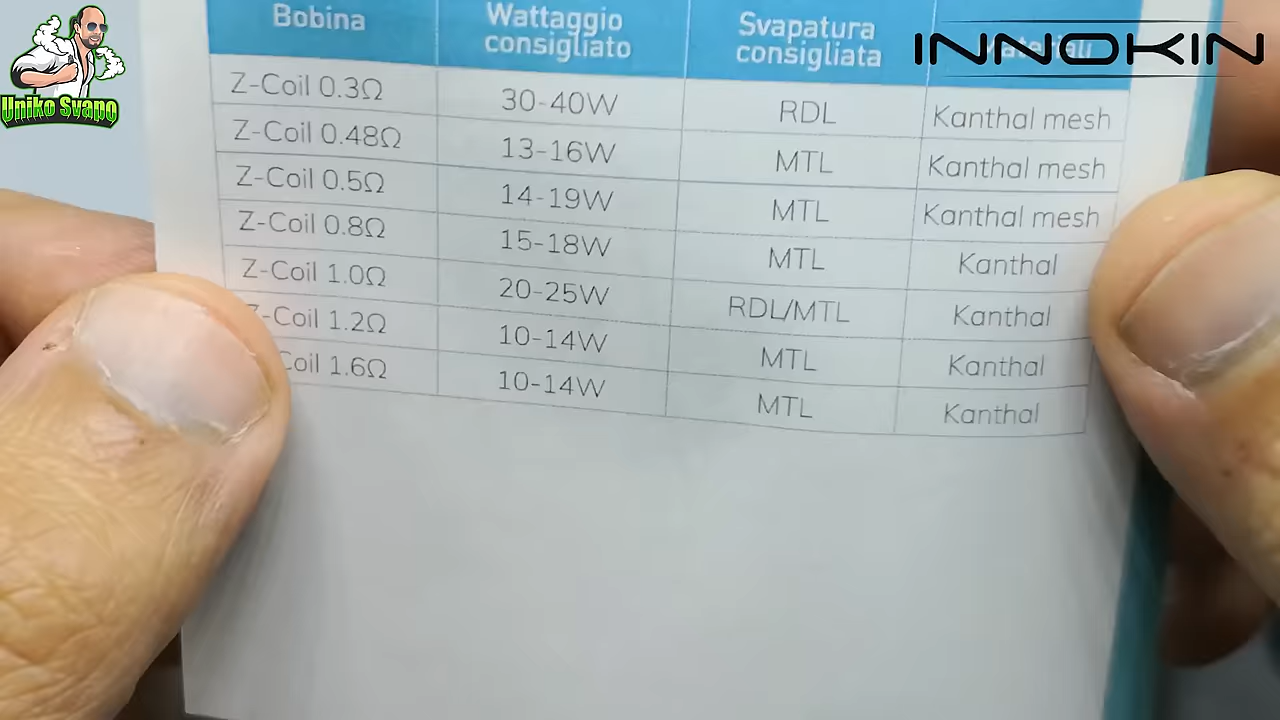 Uniko Svapo
INNOKIN
Bobina Wattaggio consigliato Svapatura consigliata Materiali
Z-Coil 0.3Ω 30-40W RDL Kanthal mesh
Z-Coil 0.48Ω 13-16W MTL Kanthal mesh
Z-Coil 0.5Ω 14-19W MTL Kanthal mesh
Z-Coil 0.8Ω 15-18W MTL Kanthal
Z-Coil 1.0Ω 20-25W RDL/MTL Kanthal
-Coil 1.2Ω 10-14W MTL Kanthal
Coil 1.6Ω 10-14W MTL Kanthal